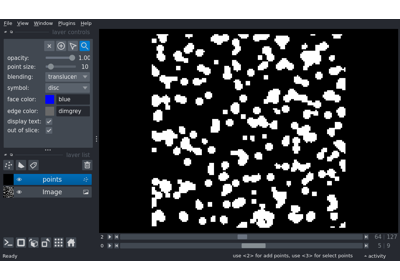 File View Window Plugins Help
layer controls
opacity: 1.00
point size: 10
blending: translucen
symbol: disc
face color: blue
edge color: dimgrey
display text:
out of slice:
layer list
points
Image
2 64 127
0 5 9
Ready use <2> for add points, use <3> for select points activity